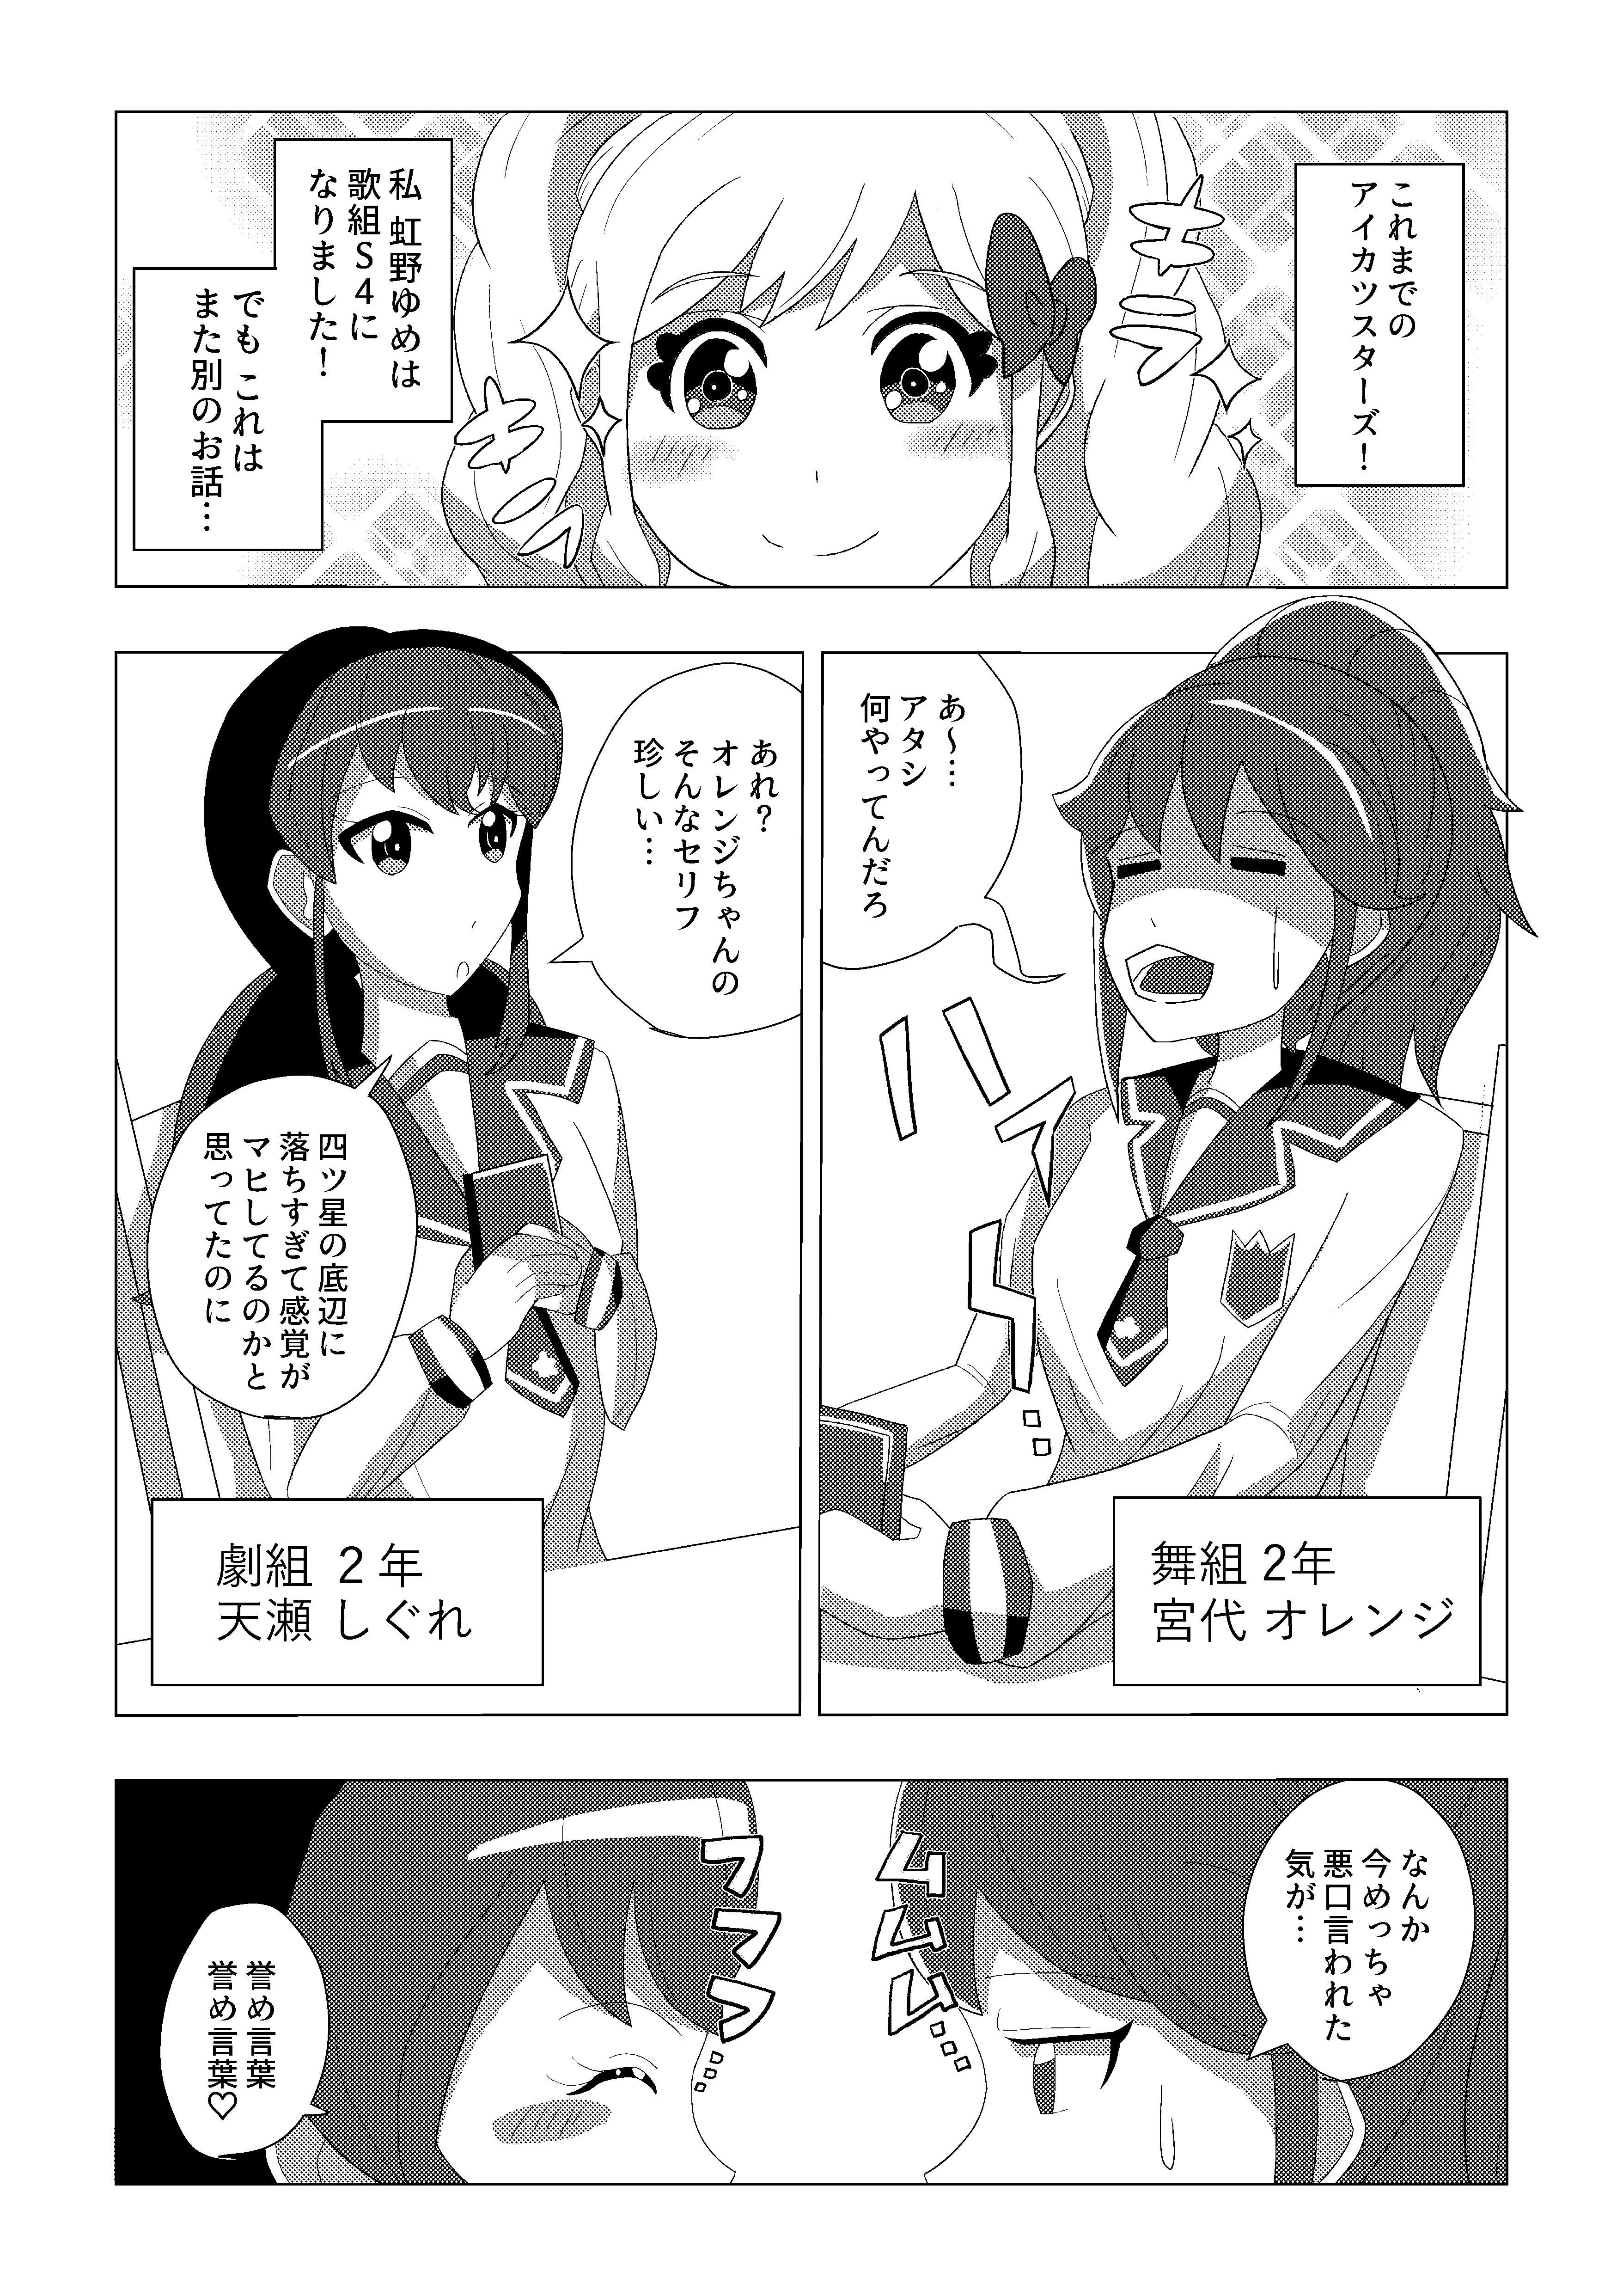 これまでの
アイカツスターズ！
キラ
キラ
私 虹野ゆめは
歌組S4に
なりました！
でも これは
また別のお話…
あ～…
アタシ
何やってんだろ
ハァ…
舞組 2年
宮代 オレンジ
あれ？
オレンジちゃんの
そんなセリフ
珍しい…
四ツ星の底辺に
落ちすぎて感覚が
マヒしてるのかと
思ってたのに
劇組 2年
天瀬 しぐれ
なんか
今めっちゃ
悪口言われた
気が…
ムムム…
フフフ…
誉め言葉
誉め言葉♡